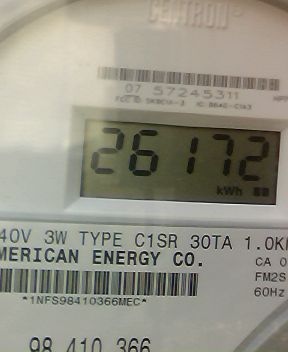 CENTRON®
07 57245311
26172
kWh
40V 3W TYPE C1SR 30TA 1.0K
MERICAN ENERGY CO.
CA 0
FM2S
60Hz
*1NFS98410366MEC*
98 410 366